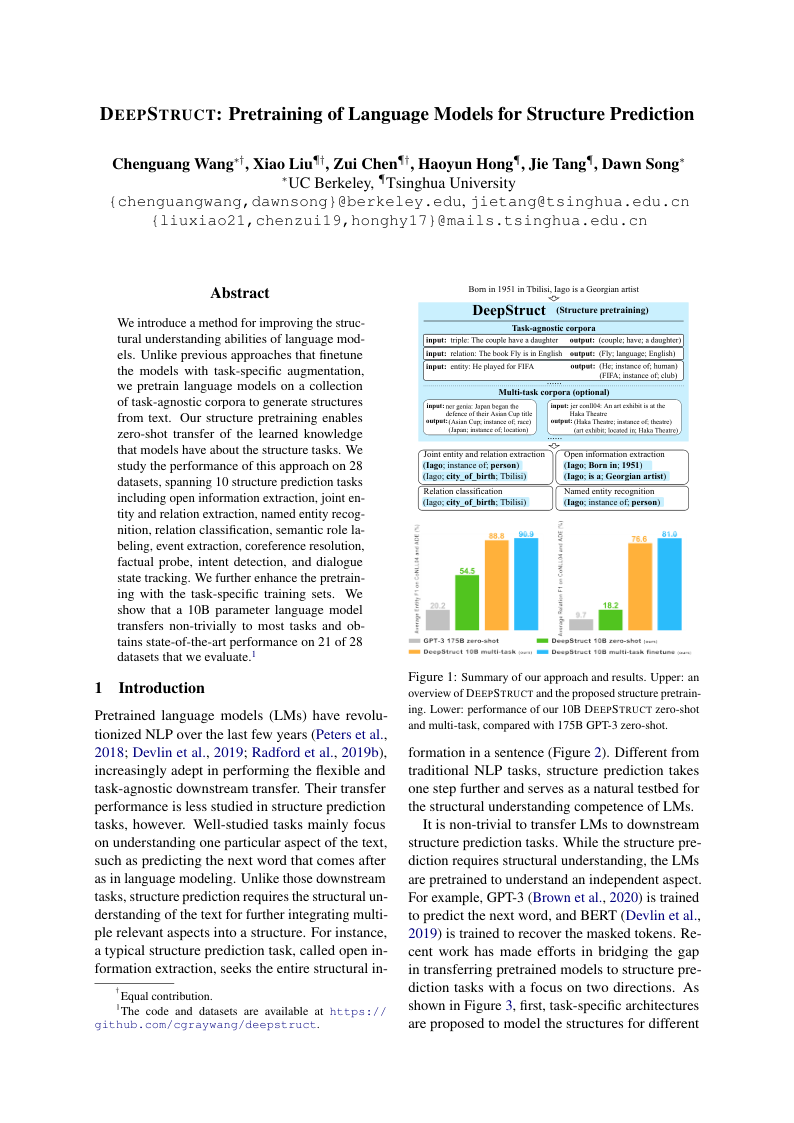 DEEPSTRUCT: Pretraining of Language Models for Structure Prediction
Chenguang Wang∗†, Xiao Liu¶†, Zui Chen¶†, Haoyun Hong¶, Jie Tang¶, Dawn Song∗
∗UC Berkeley, ¶Tsinghua University
{chenguangwang,dawnsong}@berkeley.edu, jietang@tsinghua.edu.cn
{liuxiao21,chenzui19,honghy17}@mails.tsinghua.edu.cn
Abstract
We introduce a method for improving the struc-
tural understanding abilities of language mod-
els. Unlike previous approaches that finetune
the models with task-specific augmentation,
we pretrain language models on a collection
of task-agnostic corpora to generate structures
from text. Our structure pretraining enables
zero-shot transfer of the learned knowledge
that models have about the structure tasks. We
study the performance of this approach on 28
datasets, spanning 10 structure prediction tasks
including open information extraction, joint en-
tity and relation extraction, named entity recog-
nition, relation classification, semantic role la-
beling, event extraction, coreference resolution,
factual probe, intent detection, and dialogue
state tracking. We further enhance the pretrain-
ing with the task-specific training sets. We
show that a 10B parameter language model
transfers non-trivially to most tasks and ob-
tains state-of-the-art performance on 21 of 28
datasets that we evaluate.1
1 Introduction
Pretrained language models (LMs) have revolu-
tionized NLP over the last few years (Peters et al.,
2018; Devlin et al., 2019; Radford et al., 2019b),
increasingly adept in performing the flexible and
task-agnostic downstream transfer. Their transfer
performance is less studied in structure prediction
tasks, however. Well-studied tasks mainly focus
on understanding one particular aspect of the text,
such as predicting the next word that comes after
as in language modeling. Unlike those downstream
tasks, structure prediction requires the structural un-
derstanding of the text for further integrating multi-
ple relevant aspects into a structure. For instance,
a typical structure prediction task, called open in-
formation extraction, seeks the entire structural in-
†Equal contribution.
1The code and datasets are available at https://
github.com/cgraywang/deepstruct.
Born in 1951 in Tbilisi, Iago is a Georgian artist
DeepStruct (Structure pretraining)
Task-agnostic corpora
input: triple: The couple have a daughter output: (couple; have; a daughter)
input: relation: The book Fly is in English output: (Fly; language; English)
input: entity: He played for FIFA output: (He; instance of; human)
(FIFA; instance of; club)
......
Multi-task corpora (optional)
input: ner genia: Japan began the
defence of their Asian Cup title
output: (Asian Cup; instance of; race)
(Japan; instance of; location)
input: jer conll04: An art exhibit is at the
Haka Theatre
output: (Haka Theatre; instance of; theatre)
(art exhibit; located in; Haka Theatre)
......
Joint entity and relation extraction
(Iago; instance of; person)
(Iago; city_of_birth; Tbilisi)
Open information extraction
(Iago; Born in; 1951)
(Iago; is a; Georgian artist)
Relation classification
(Iago; city_of_birth; Tbilisi)
Named entity recognition
(Iago; instance of; person)
Average Entity F1 on CoNLL04 and ADE (%)
20.2
54.5
88.8
90.9
Average Relation F1 on CoNLL04 and ADE (%)
9.7
18.2
76.6
81.0
GPT-3 175B zero-shot
DeepStruct 10B zero-shot (ours)
DeepStruct 10B multi-task (ours)
DeepStruct 10B multi-task finetune (ours)
Figure 1: Summary of our approach and results. Upper: an
overview of DEEPSTRUCT and the proposed structure pretrain-
ing. Lower: performance of our 10B DEEPSTRUCT zero-shot
and multi-task, compared with 175B GPT-3 zero-shot.
formation in a sentence (Figure 2). Different from
traditional NLP tasks, structure prediction takes
one step further and serves as a natural testbed for
the structural understanding competence of LMs.
It is non-trivial to transfer LMs to downstream
structure prediction tasks. While the structure pre-
diction requires structural understanding, the LMs
are pretrained to understand an independent aspect.
For example, GPT-3 (Brown et al., 2020) is trained
to predict the next word, and BERT (Devlin et al.,
2019) is trained to recover the masked tokens. Re-
cent work has made efforts in bridging the gap
in transferring pretrained models to structure pre-
diction tasks with a focus on two directions. As
shown in Figure 3, first, task-specific architectures
are proposed to model the structures for different